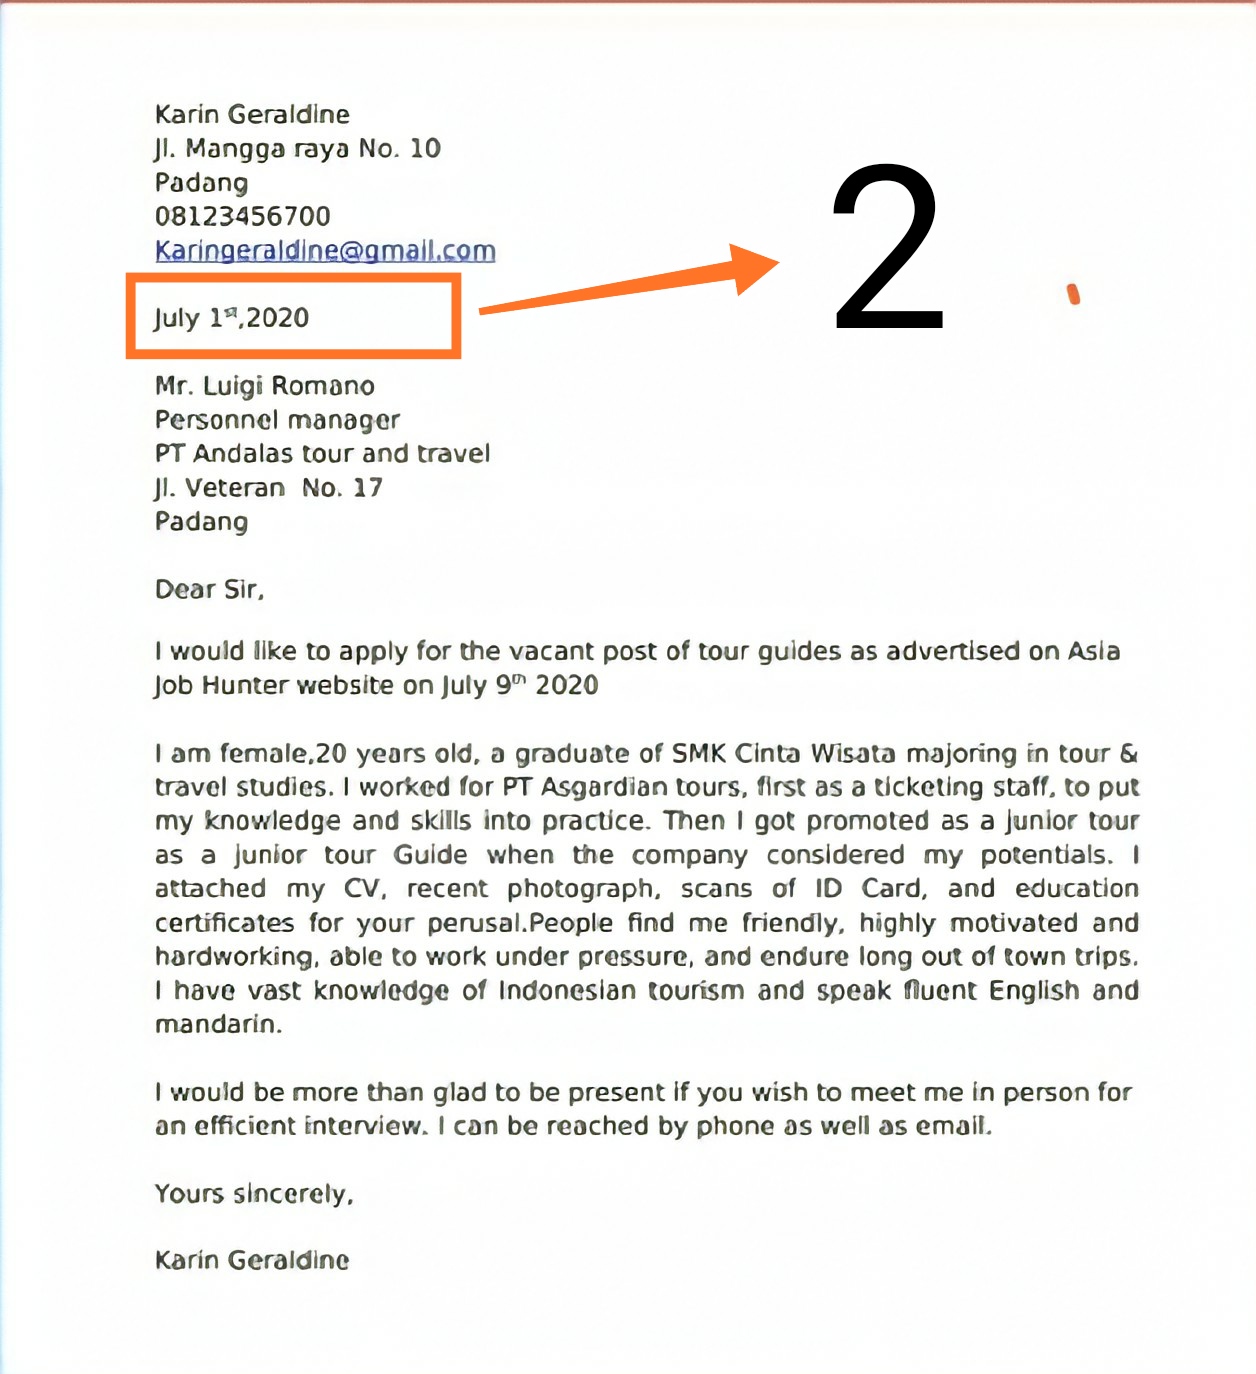 Karin Geraldine
Jl. Mangga raya No. 10
Padang
08123456700
Karingeraldine@gmail.com
July 1st,2020
2
Mr. Luigi Romano
Personnel manager
PT Andalas tour and travel
Jl. Veteran  No. 17
Padang
Dear Sir,
I would like to apply for the vacant post of tour guides as advertised on Asia
Job Hunter website on July 9th 2020
I am female,20 years old, a graduate of SMK Cinta Wisata majoring in tour &
travel studies. I worked for PT Asgardian tours, first as a ticketing staff, to put
my knowledge and skills into practice. Then I got promoted as a junior tour
as a junior tour Guide when the company considered my potentials. I
attached my CV, recent photograph, scans of ID Card, and education
certificates for your perusal.People find me friendly, highly motivated and
hardworking, able to work under pressure, and endure long out of town trips.
I have vast knowledge of Indonesian tourism and speak fluent English and
mandarin.
I would be more than glad to be present if you wish to meet me in person for
an efficient interview. I can be reached by phone as well as email.
Yours sincerely,
Karin Geraldine